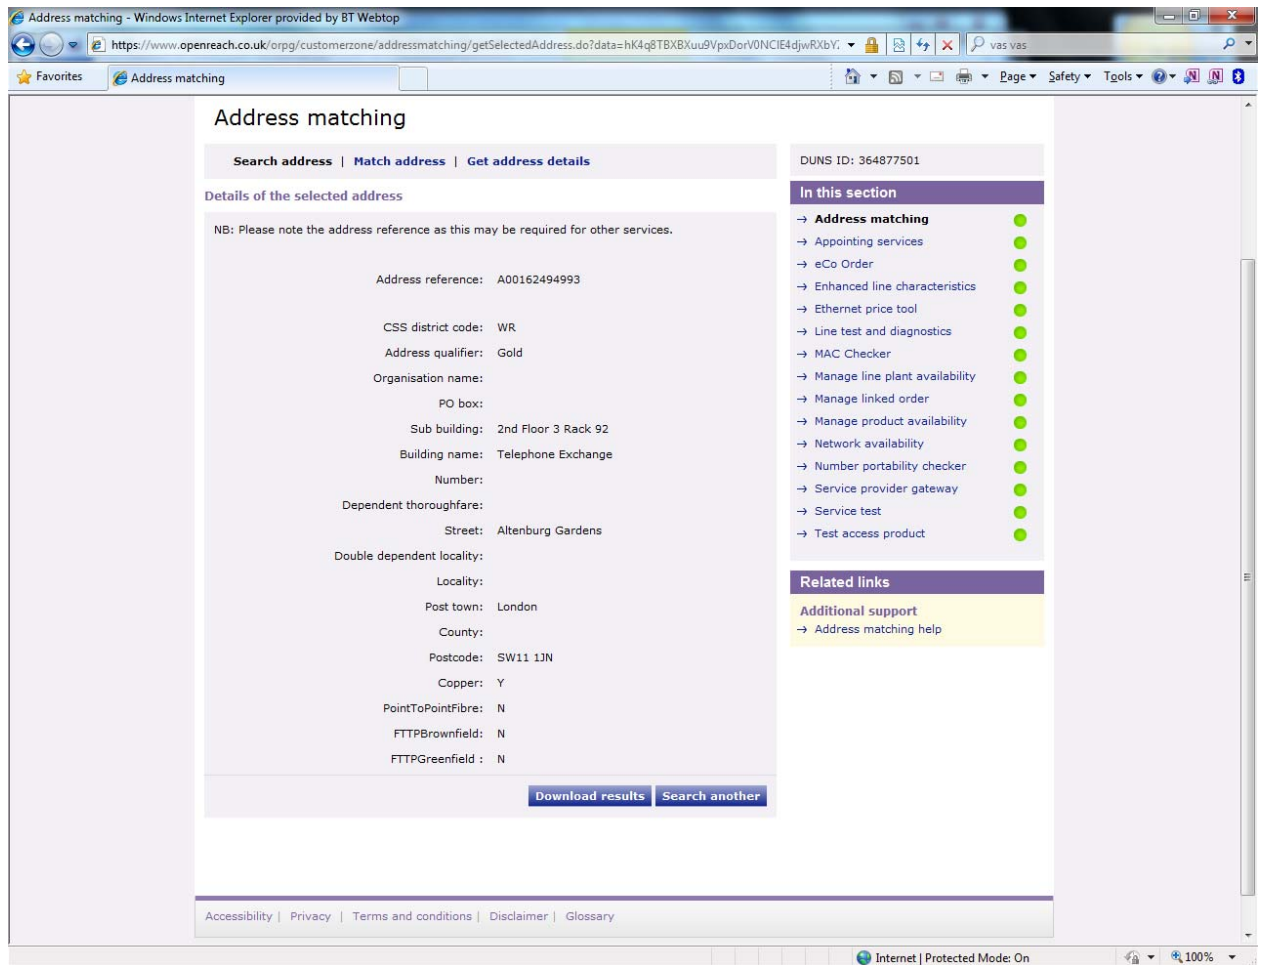 Address matching - Windows Internet Explorer provided by BT Webtop
https://www.openreach.co.uk/orpg/customerzone/addressmatching/getSelectedAddress.do?data=hK4q8TBXBXuu9VpxDorV0NCIE4djwRXbY
vas vas
Favorites
Address matching
Page
Safety
Tools
Address matching
Search address | Match address | Get address details
Details of the selected address
NB: Please note the address reference as this may be required for other services.
Address reference: A00162494993
CSS district code: WR
Address qualifier: Gold
Organisation name:
PO box:
Sub building: 2nd Floor 3 Rack 92
Building name: Telephone Exchange
Number:
Dependent thoroughfare:
Street: Altenburg Gardens
Double dependent locality:
Locality:
Post town: London
County:
Postcode: SW11 1JN
Copper: Y
PointToPointFibre: N
FTTPBrownfield: N
FTTPGreenfield : N
Download results
Search another
DUNS ID: 364877501
In this section
→ Address matching
→ Appointing services
→ eCo Order
→ Enhanced line characteristics
→ Ethernet price tool
→ Line test and diagnostics
→ MAC Checker
→ Manage line plant availability
→ Manage linked order
→ Manage product availability
→ Network availability
→ Number portability checker
→ Service provider gateway
→ Service test
→ Test access product
Related links
Additional support
→ Address matching help
Accessibility | Privacy | Terms and conditions | Disclaimer | Glossary
Internet | Protected Mode: On
100%